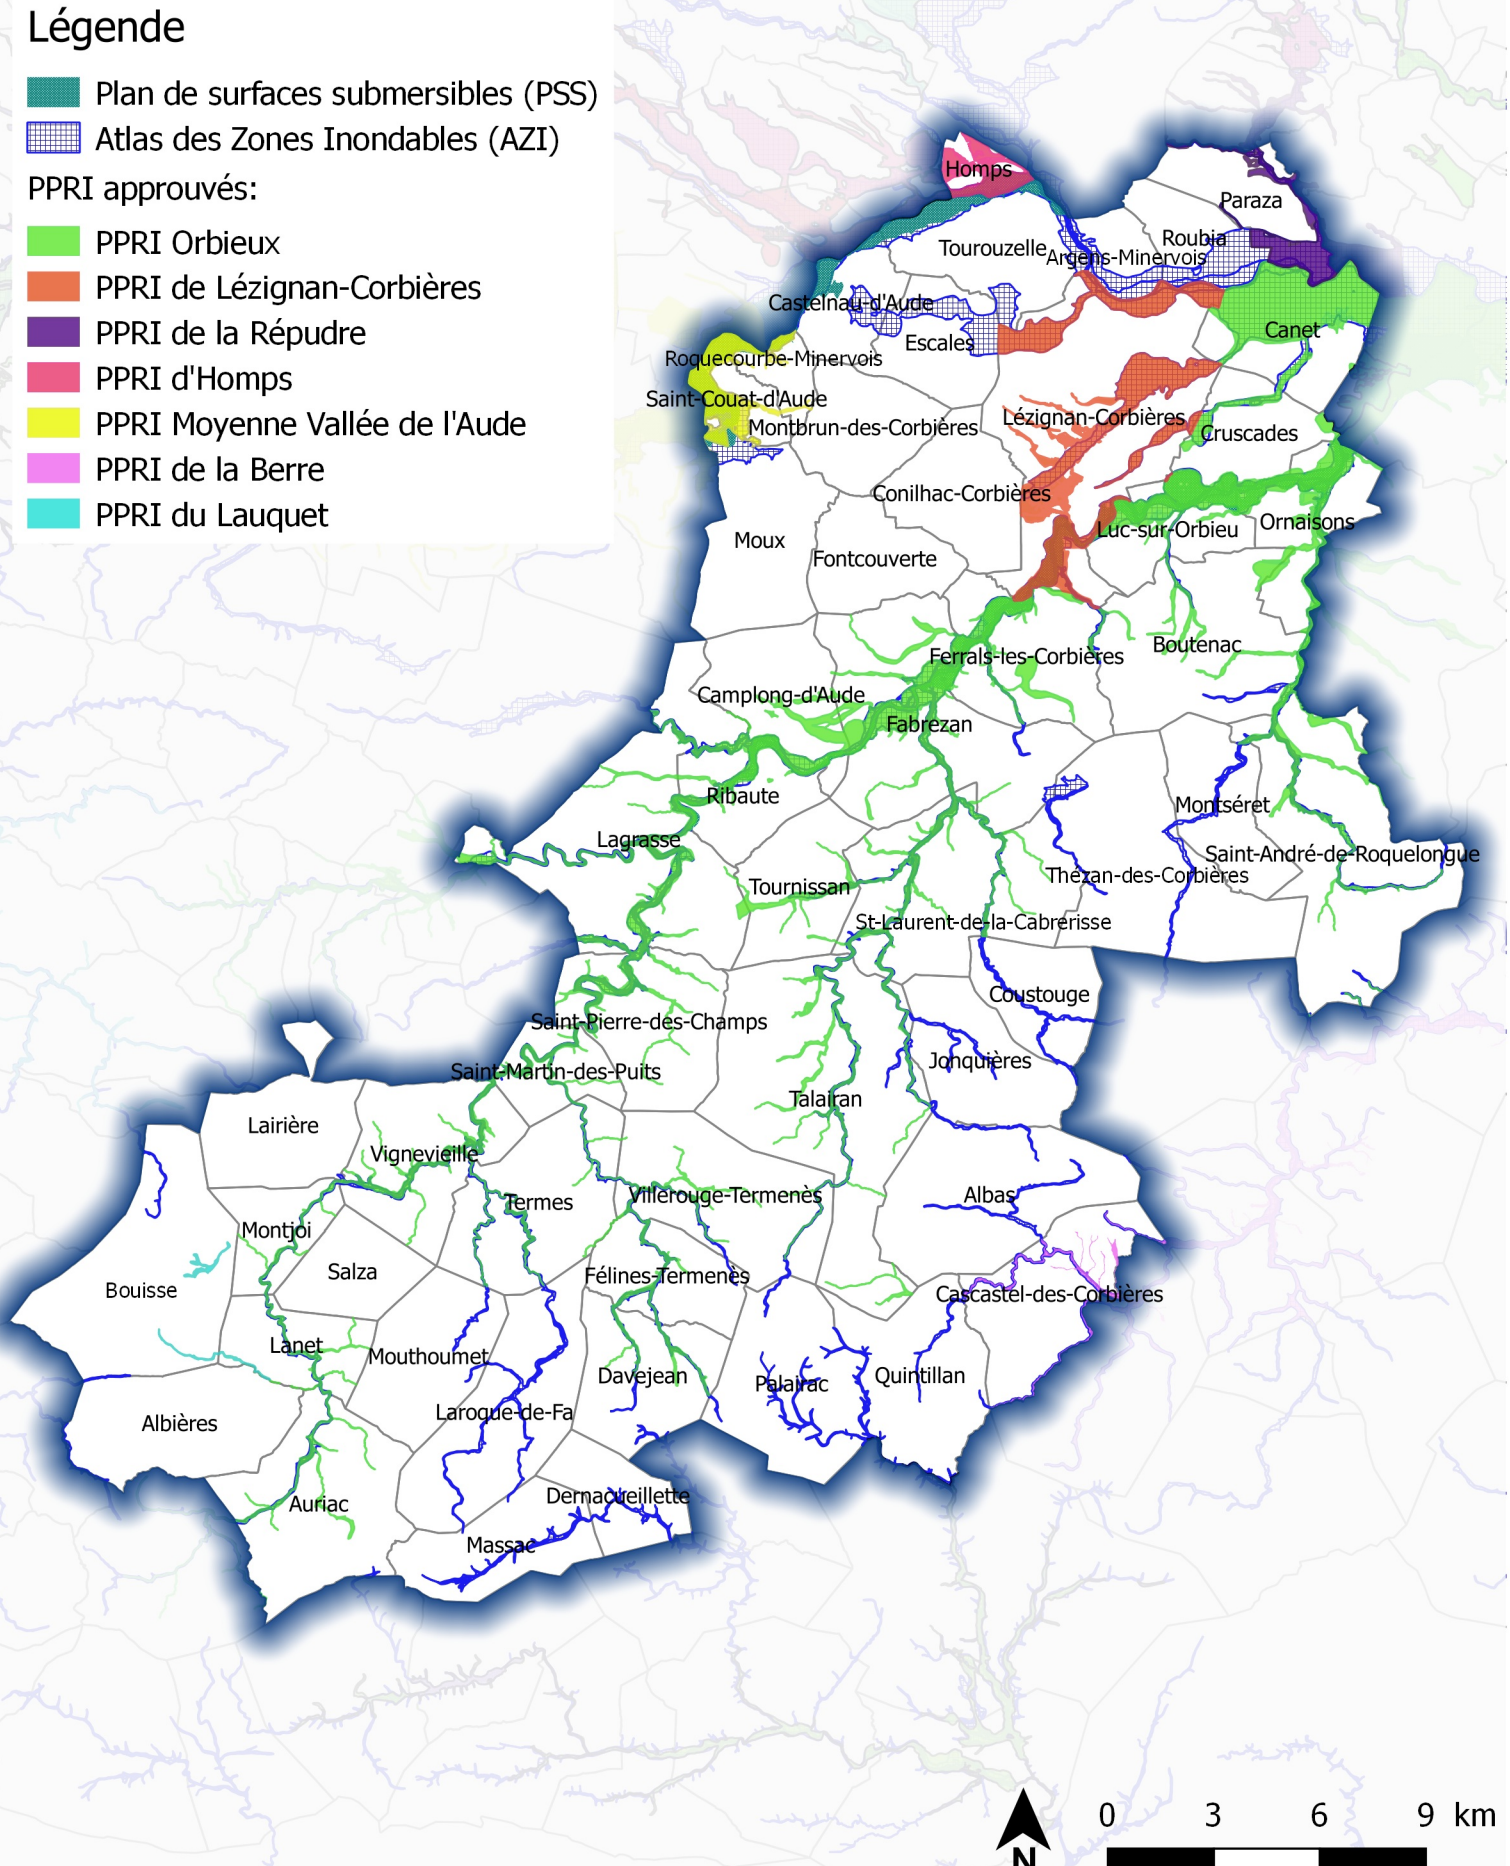 Légende
Plan de surfaces submersibles (PSS)
Atlas des Zones Inondables (AZI)
PPRI approuvés:
PPRI Orbieux
PPRI de Lézignan-Corbières
PPRI de la Répudre
PPRI d'Homps
PPRI Moyenne Vallée de l'Aude
PPRI de la Berre
PPRI du Lauquet
Homps
Paraza
Roubia
Tourouzelle
Argens-Minervois
Castelnau-d'Aude
Canet
Escales
Roquecourbe-Minervois
Saint-Couat-d'Aude
Lézignan-Corbières
Montbrun-des-Corbières
Cruscades
Conilhac-Corbières
Ornaisons
Luc-sur-Orbieu
Moux
Fontcouverte
Boutenac
Ferrals-les-Corbières
Camplong-d'Aude
Fabrezan
Ribaute
Montséret
Lagrasse
Saint-André-de-Roquelongue
Thézan-des-Corbières
Tournissan
St-Laurent-de-la-Cabrerisse
Coustouge
Saint-Pierre-des-Champs
Jonquières
Saint-Martin-des-Puits
Talairan
Lairière
Vignevieille
Villerouge-Termenès
Albas
Termes
Montjoi
Salza
Félines-Termenès
Bouisse
Cascastel-des-Corbières
Lanet
Mouthoumet
Davejean
Palairac
Quintillan
Laroque-de-Fa
Albières
Dernacueillette
Auriac
Massac
0 3 6 9 km
N